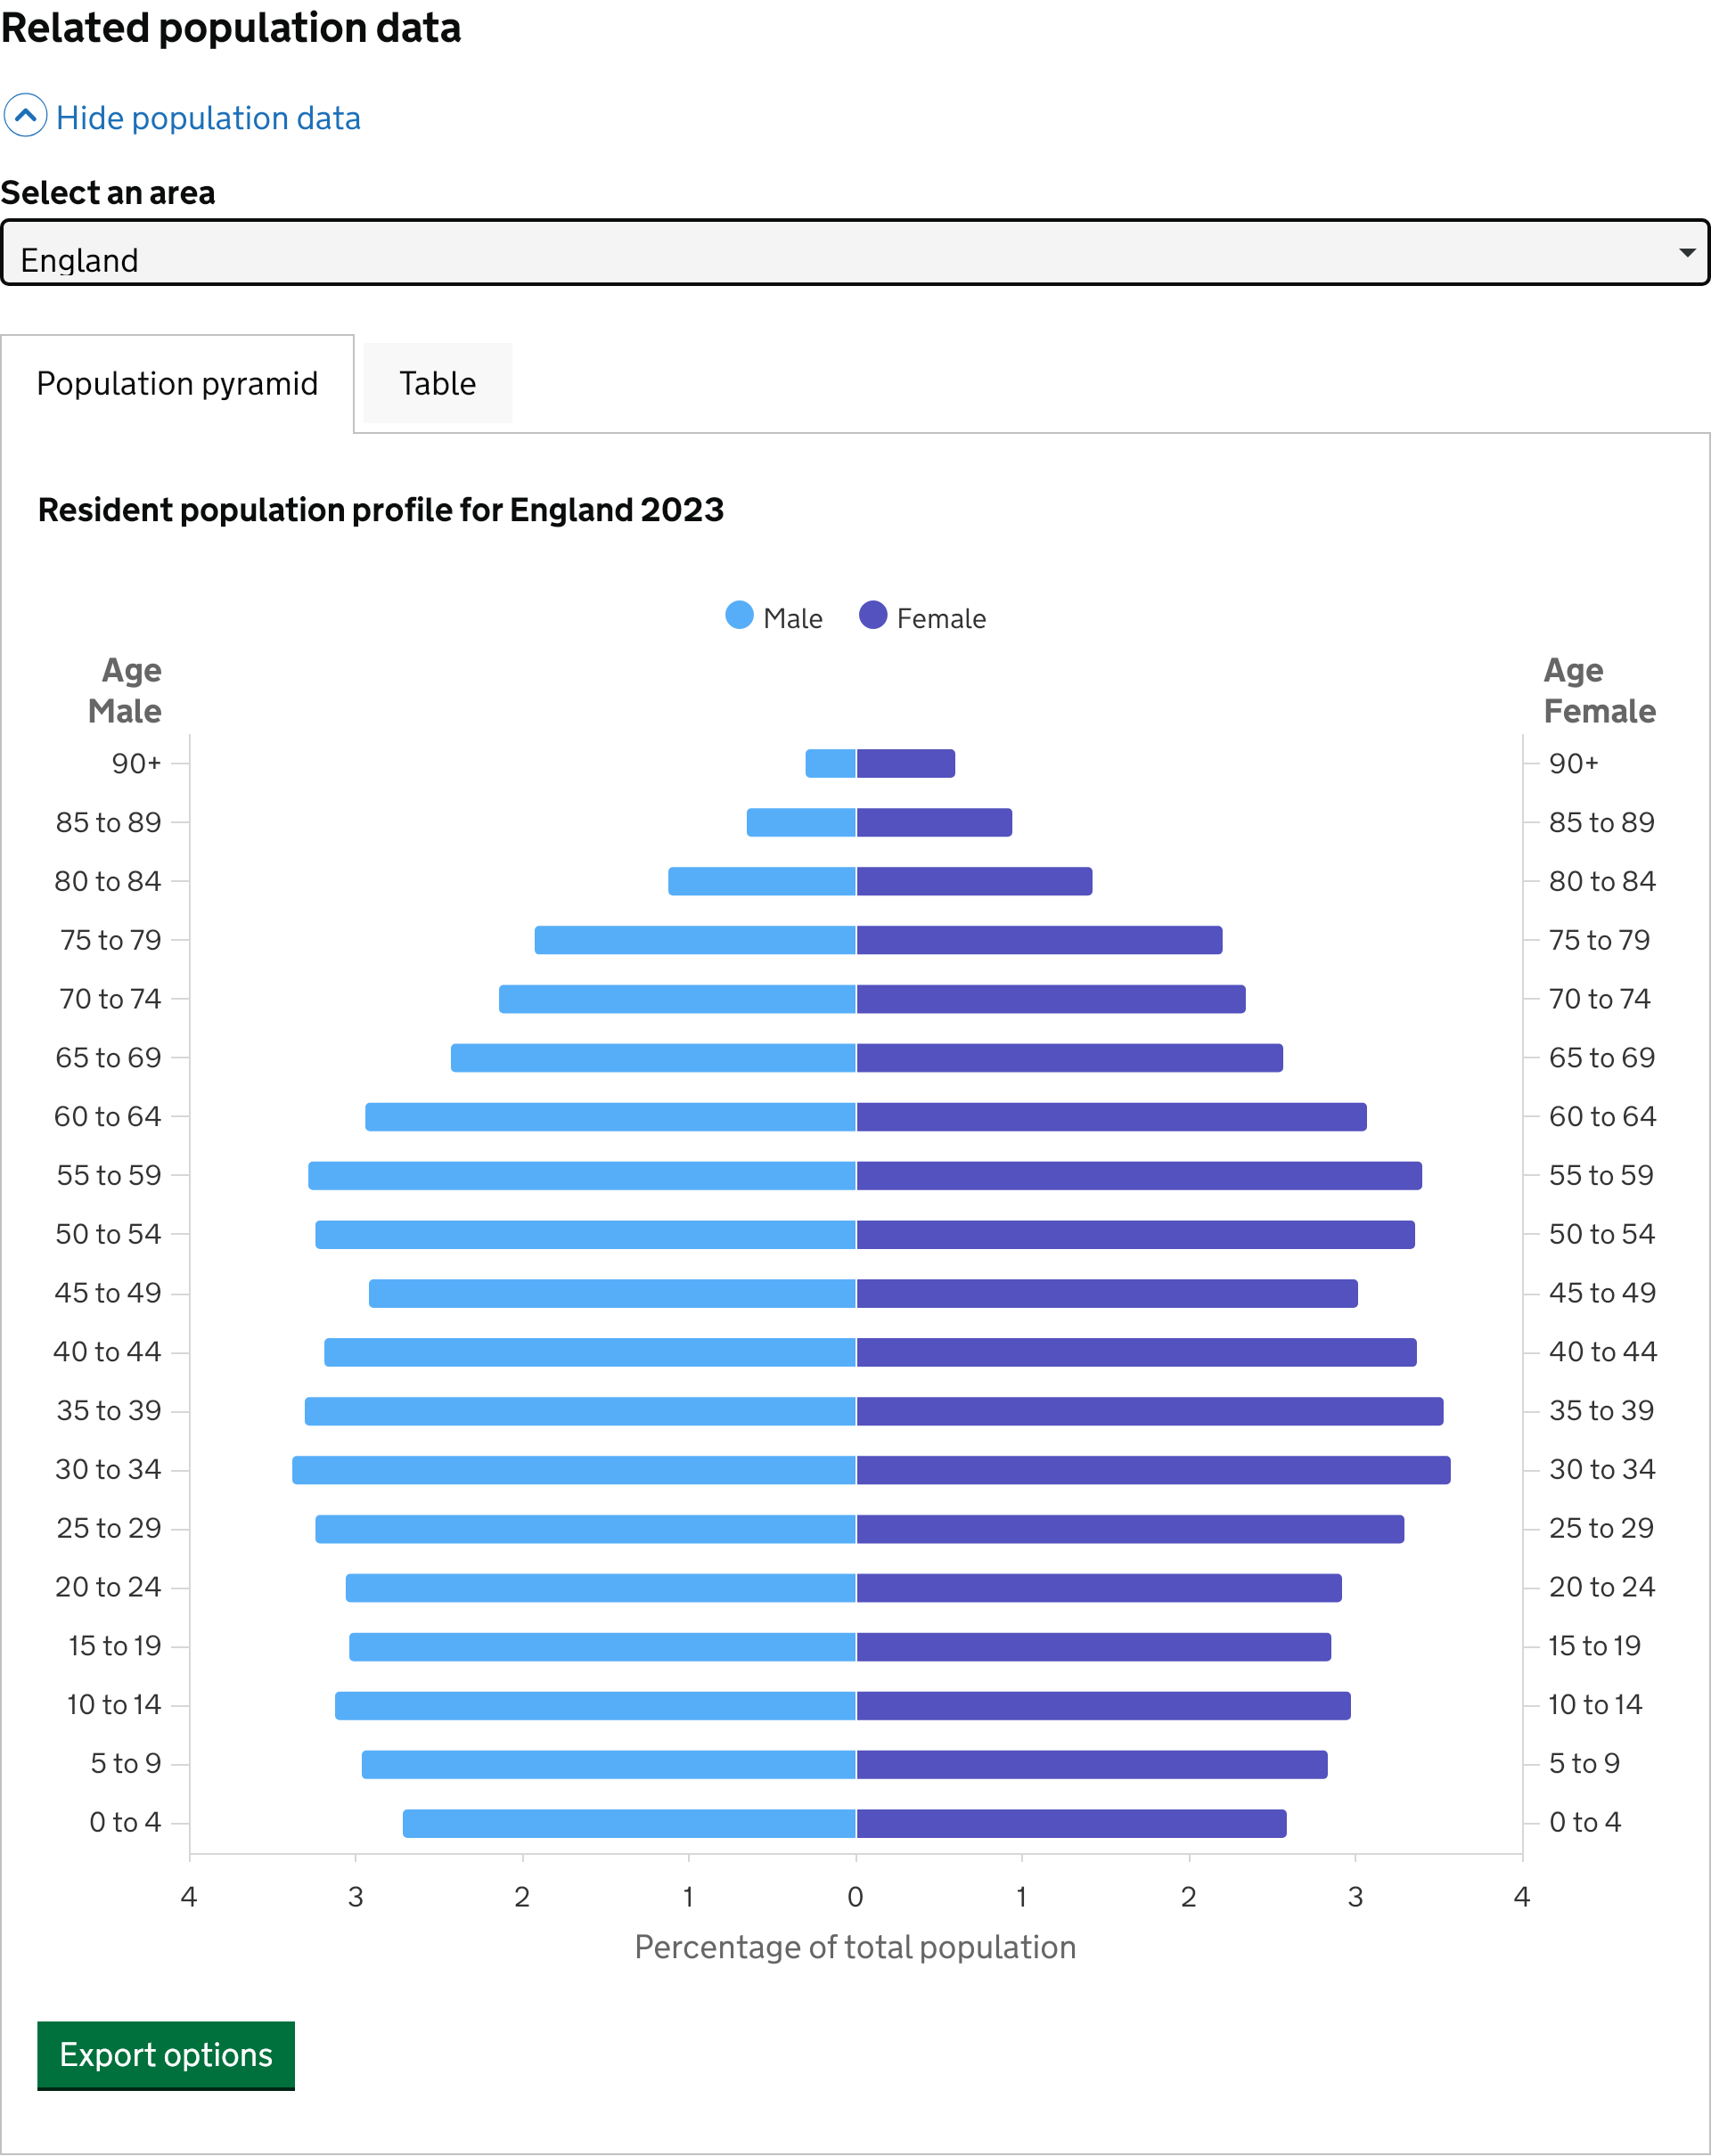 Related population data
Hide population data
Select an area
England
Population pyramid Table
Resident population profile for England 2023
Male Female
Age Age
Male Female
90+ 90+
85 to 89 85 to 89
80 to 84 80 to 84
75 to 79 75 to 79
70 to 74 70 to 74
65 to 69 65 to 69
60 to 64 60 to 64
55 to 59 55 to 59
50 to 54 50 to 54
45 to 49 45 to 49
40 to 44 40 to 44
35 to 39 35 to 39
30 to 34 30 to 34
25 to 29 25 to 29
20 to 24 20 to 24
15 to 19 15 to 19
10 to 14 10 to 14
5 to 9 5 to 9
0 to 4 0 to 4
4 3 2 1 0 1 2 3 4
Percentage of total population
Export options